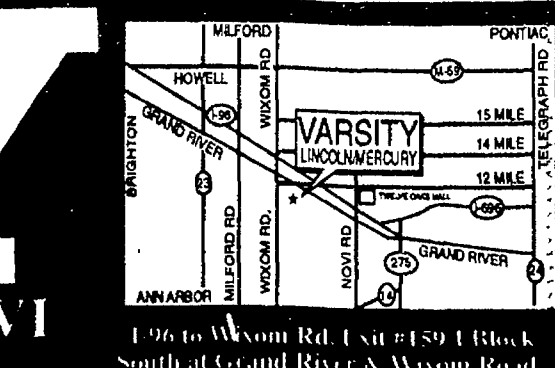 MILFORD
PONTIAC
WIXOM RD
TELEGRAPH RD
M-59
HOWELL
I-96
GRAND RIVER
BRIGHTON
VARSITY
LINCOLN/MERCURY
15 MILE
14 MILE
12 MILE
TWELVE OAKS MALL
23
I-696
MILFORD RD
WIXOM RD.
NOVI RD
275
GRAND RIVER
24
14
ANN ARBOR
VI
I-96 to Wixom Rd. Exit #159 1 Block
South at Grand River & Wixom Road